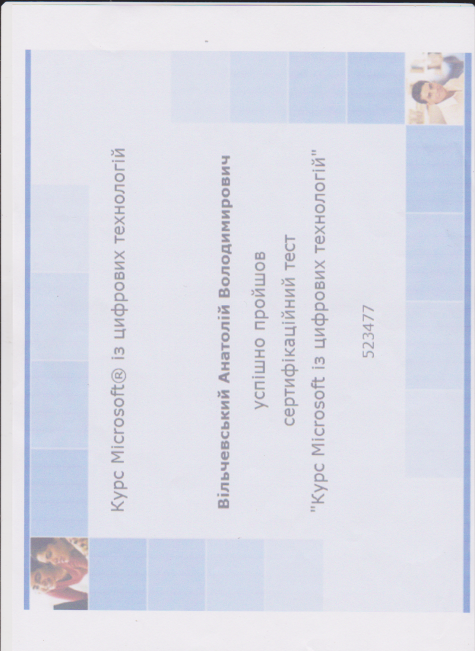 Курс Microsoft® із цифрових технологій
Вільчевський Анатолій Володимирович
успішно пройшов
сертифікаційний тест
"Курс Microsoft із цифрових технологій"
523477